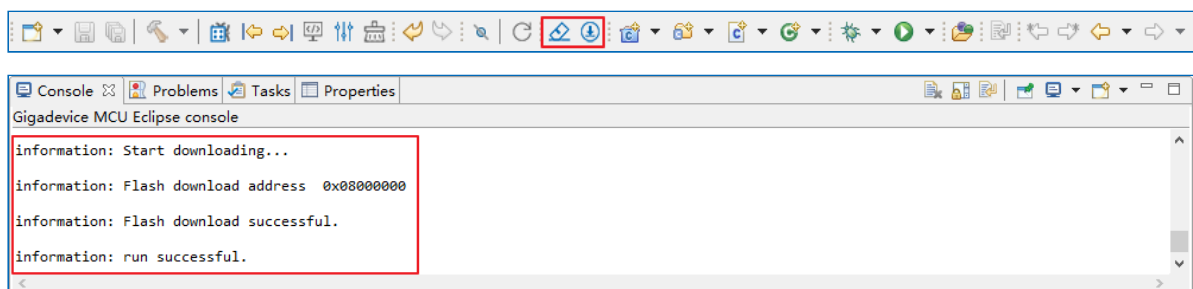 Console Problems Tasks Properties
Gigadevice MCU Eclipse console
information: Start downloading...
information: Flash download address 0x08000000
information: Flash download successful.
information: run successful.